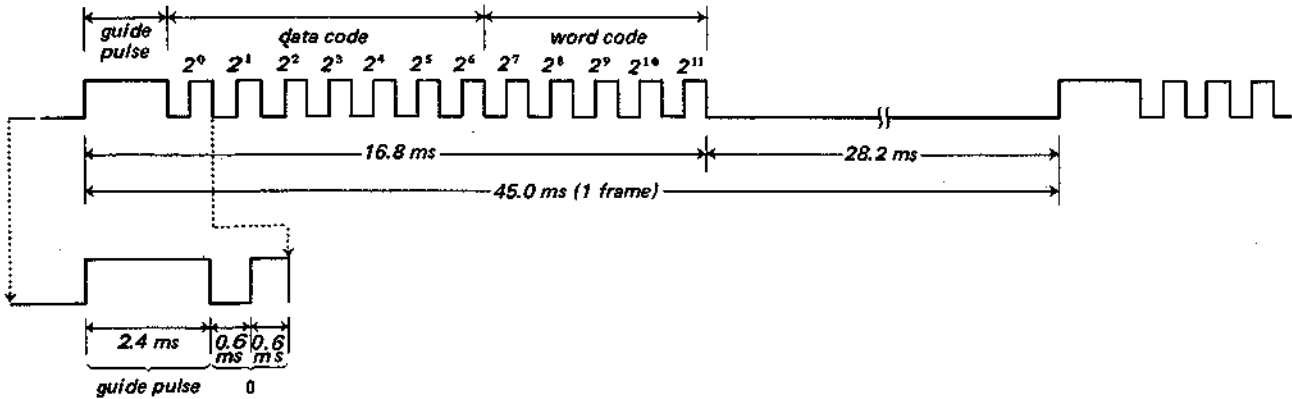 guide pulse
data code
word code
2⁰ 2¹ 2² 2³ 2⁴ 2⁵ 2⁶ 2⁷ 2⁸ 2⁹ 2¹⁰ 2¹¹
16.8 ms
28.2 ms
45.0 ms (1 frame)
2.4 ms
0.6 ms
0.6 ms
guide pulse
0